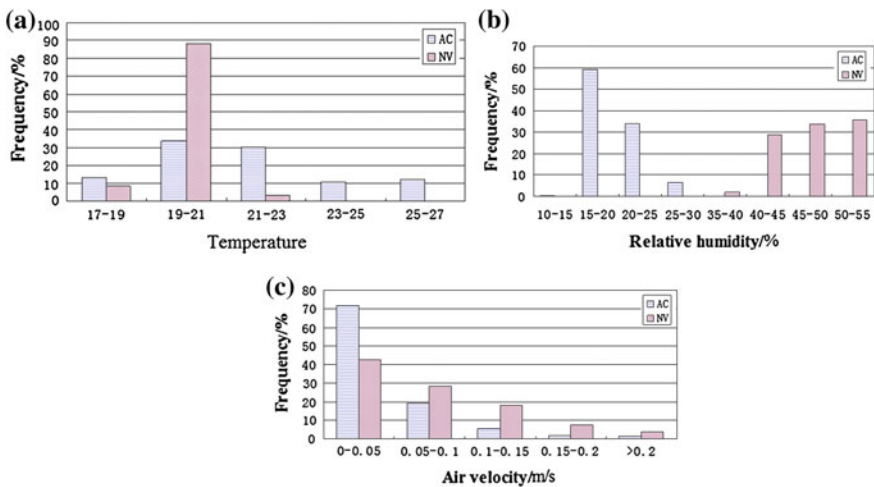 (a)
Frequency/%
100
90
80
70
60
50
40
30
20
10
0
AC
NV
17-19 19-21 21-23 23-25 25-27
Temperature
(b)
Frequency/%
70
60
50
40
30
20
10
0
AC
NV
10-15 15-20 20-25 25-30 35-40 40-45 45-50 50-55
Relative humidity/%
(c)
Frequency/%
80
70
60
50
40
30
20
10
0
AC
NV
0-0.05 0.05-0.1 0.1-0.15 0.15-0.2 >0.2
Air velocity/m/s